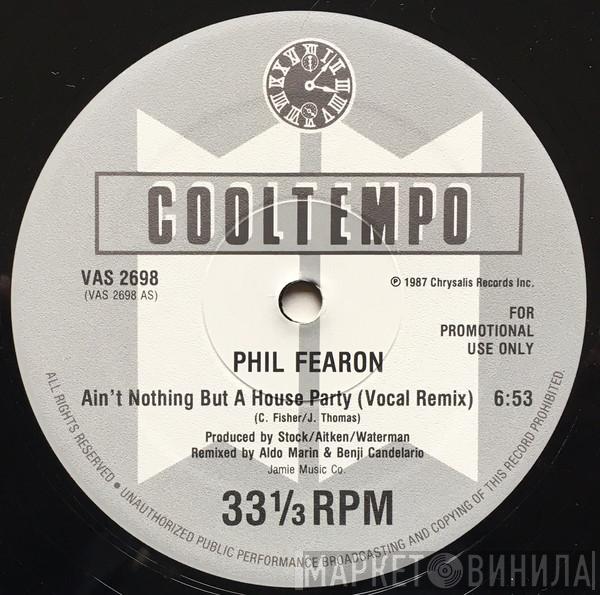 COOLTEMPO
VAS 2698
(VAS 2698 AS)
℗ 1987 Chrysalis Records Inc.
FOR
PROMOTIONAL
USE ONLY
PHIL FEARON
Ain't Nothing But A House Party (Vocal Remix) 6:53
(C. Fisher/J. Thomas)
Produced by Stock/Aitken/Waterman
Remixed by Aldo Marin & Benji Candelario
Jamie Music Co.
33⅓ RPM
ALL RIGHTS RESERVED • UNAUTHORIZED PUBLIC PERFORMANCE BROADCASTING AND COPYING OF THIS RECORD PROHIBITED.
МАРКЕТ ВИНИЛА